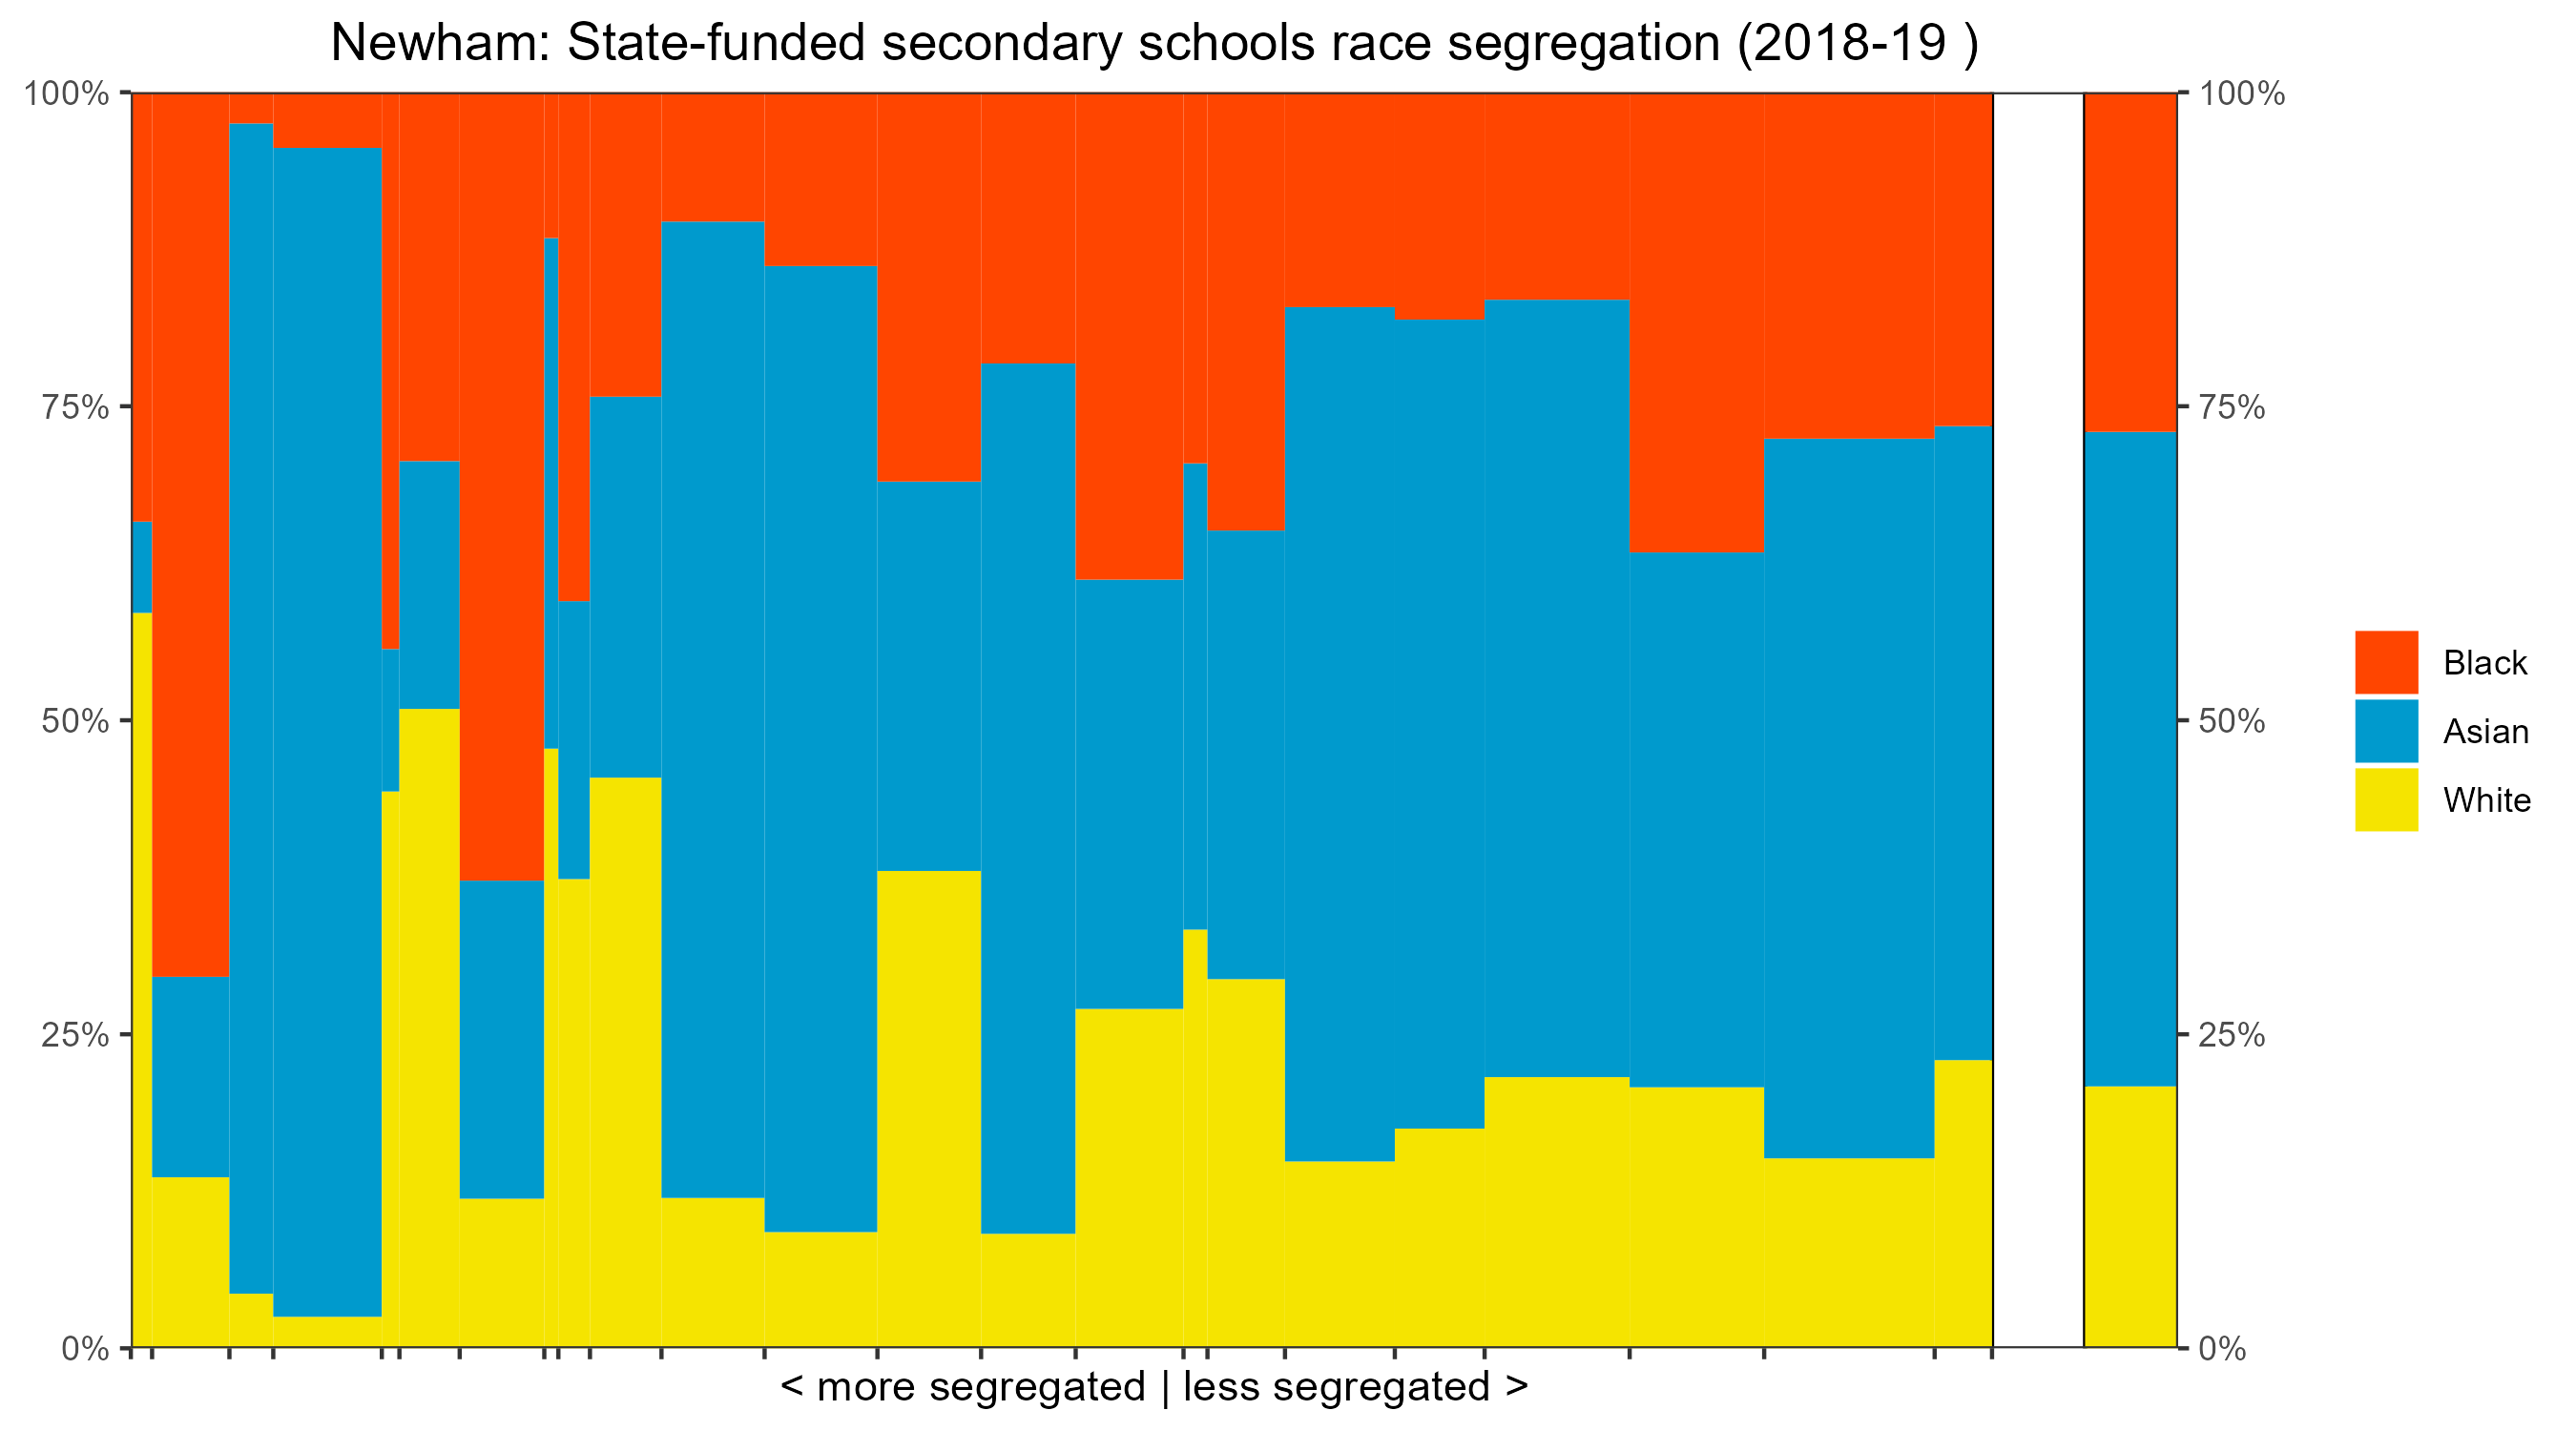 Newham: State-funded secondary schools race segregation (2018-19 )
100%
75%
50%
25%
0%
100%
75%
50%
25%
0%
Black
Asian
White
< more segregated | less segregated >